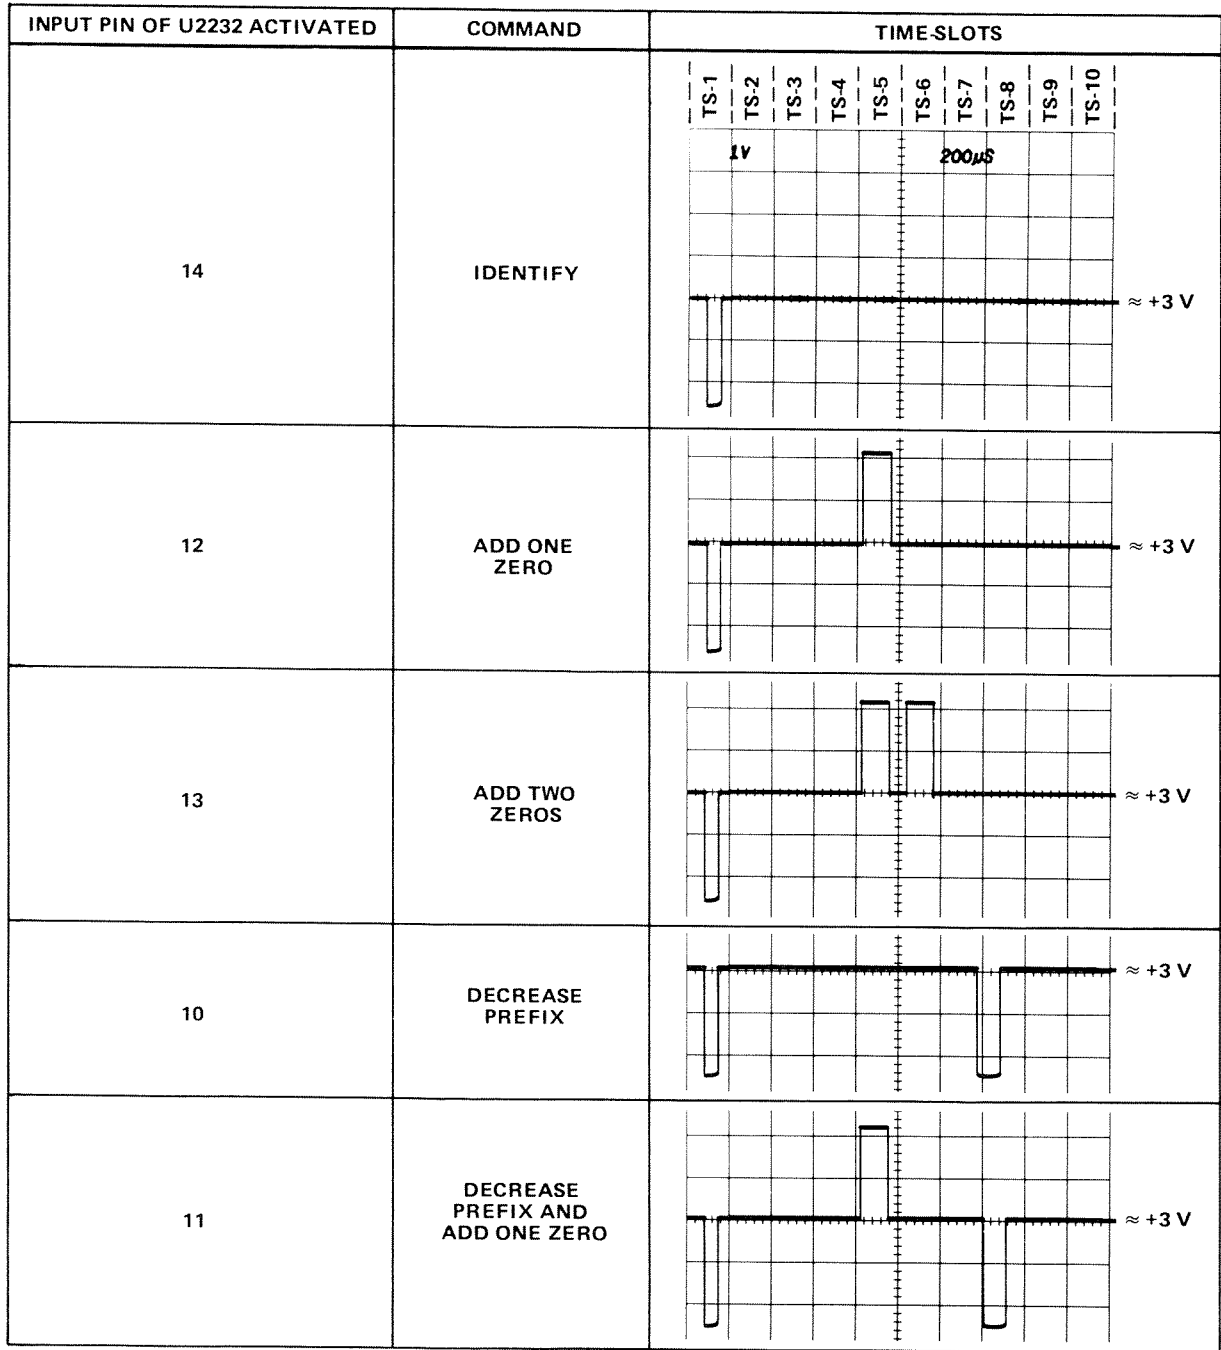 INPUT PIN OF U2232 ACTIVATED
COMMAND
TIME-SLOTS
TS-1
TS-2
TS-3
TS-4
TS-5
TS-6
TS-7
TS-8
TS-9
TS-10
1V
200µS
14
IDENTIFY
≈ +3 V
12
ADD ONE
ZERO
≈ +3 V
13
ADD TWO
ZEROS
≈ +3 V
10
DECREASE
PREFIX
≈ +3 V
11
DECREASE
PREFIX AND
ADD ONE ZERO
≈ +3 V